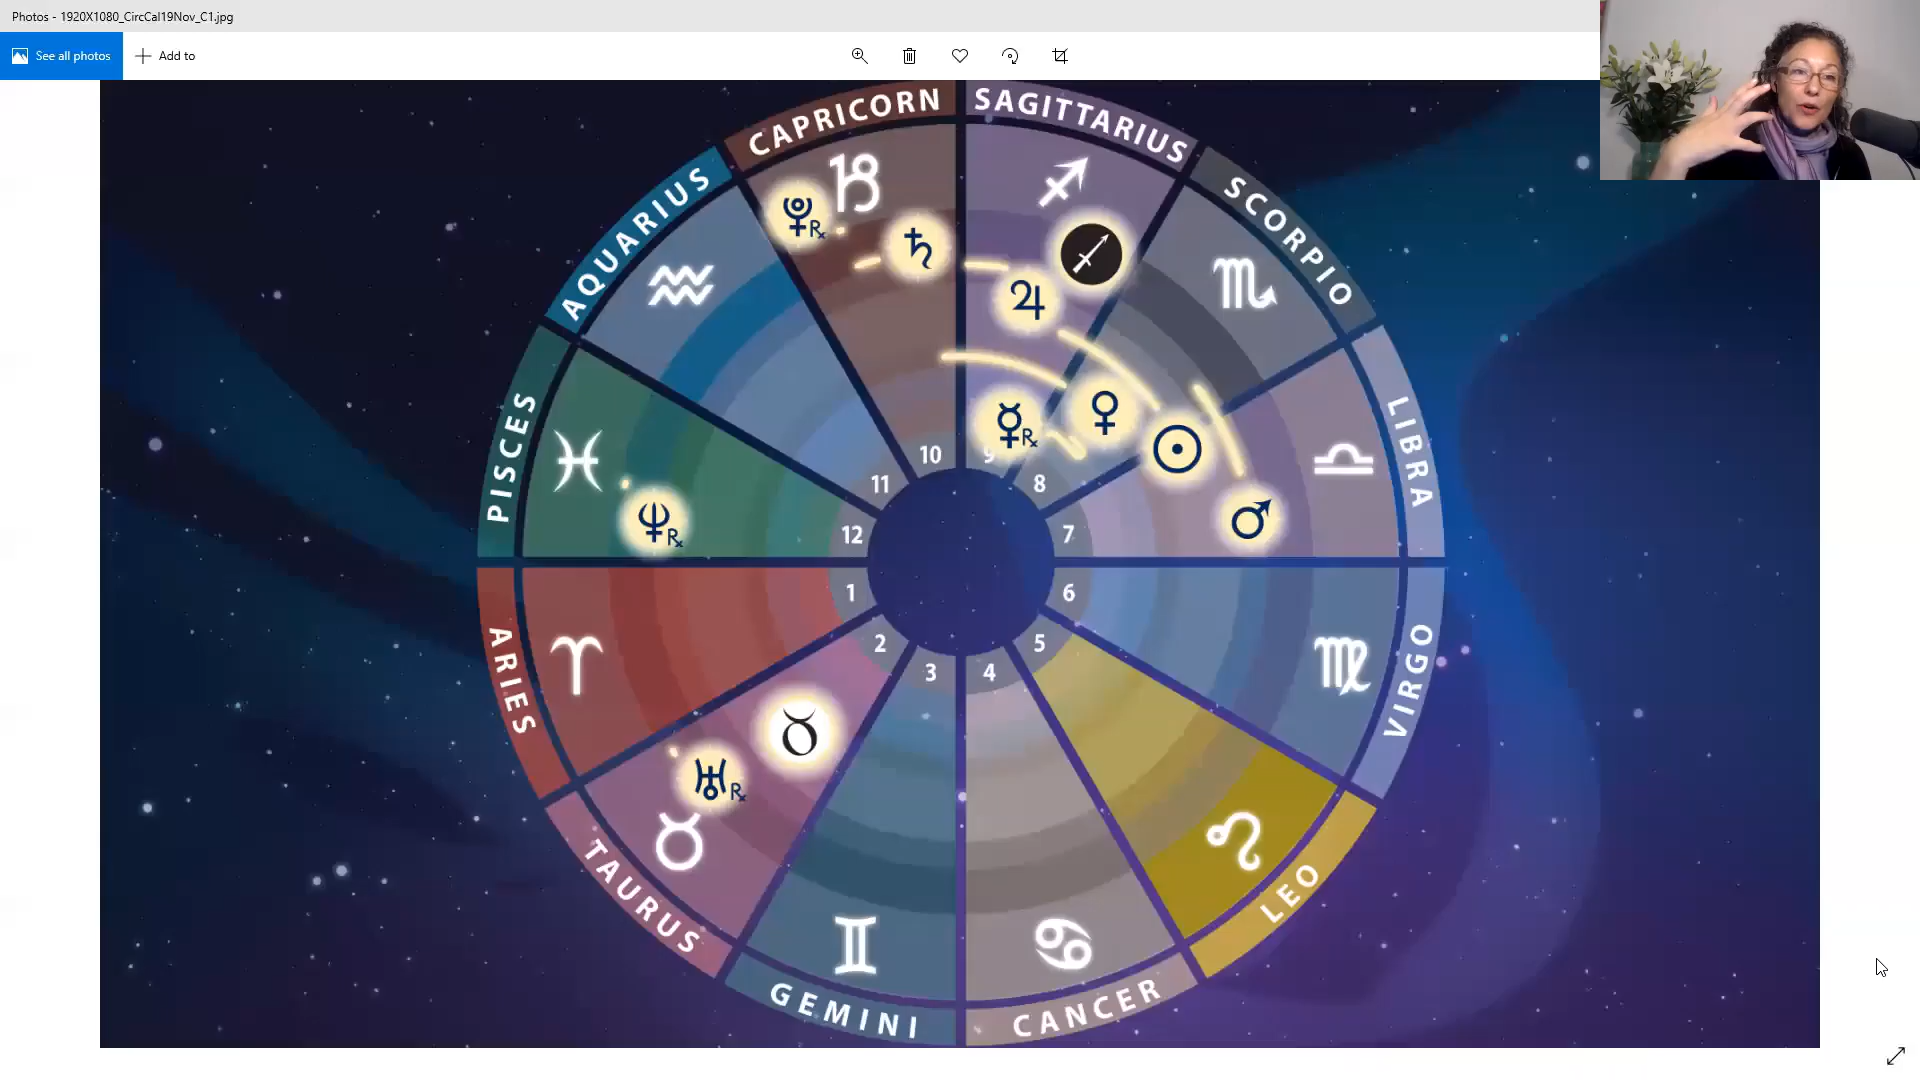 Photos - 1920X1080_CircCal19Nov_C1.jpg
See all photos
Add to
CAPRICORN
SAGITTARIUS
AQUARIUS
SCORPIO
PISCES
LIBRA
10
9
11
8
12
7
1
6
2
5
3
4
ARIES
VIRGO
TAURUS
LEO
GEMINI
CANCER